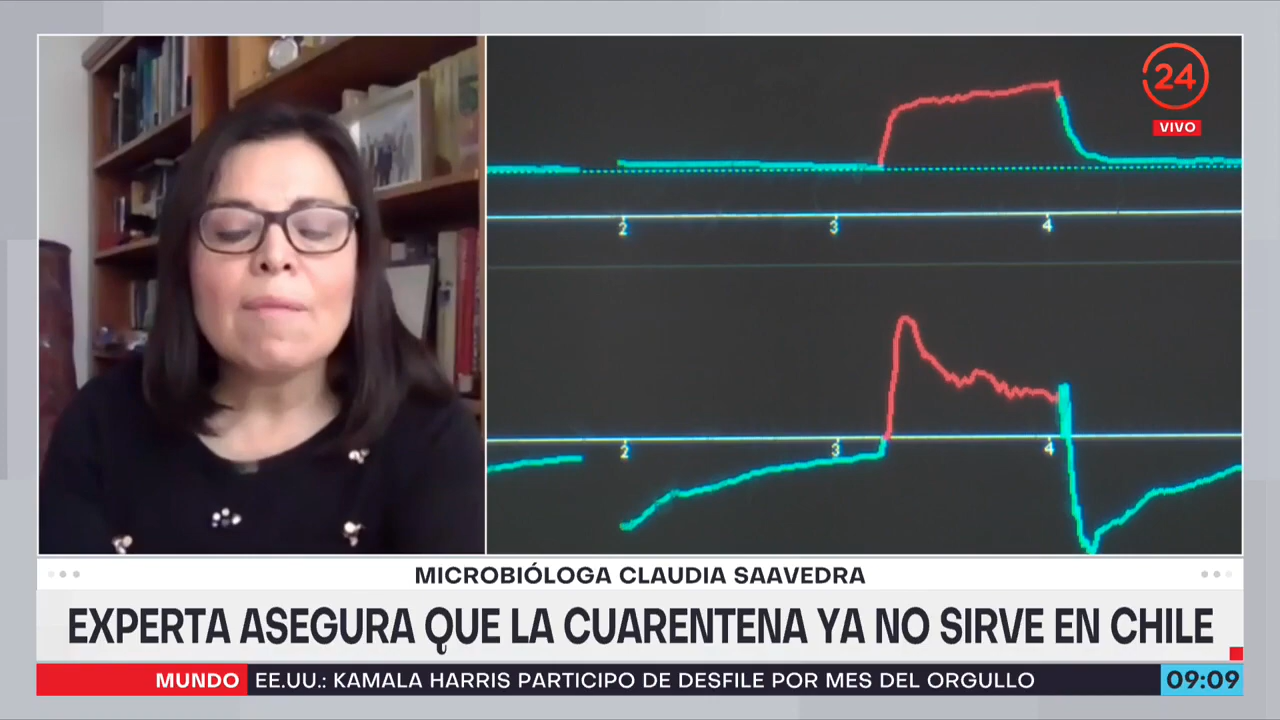 24
VIVO
2 3 4
2 3 4
MICROBIÓLOGA CLAUDIA SAAVEDRA
EXPERTA ASEGURA QUE LA CUARENTENA YA NO SIRVE EN CHILE
MUNDO EE.UU.: KAMALA HARRIS PARTICIPO DE DESFILE POR MES DEL ORGULLO 09:09